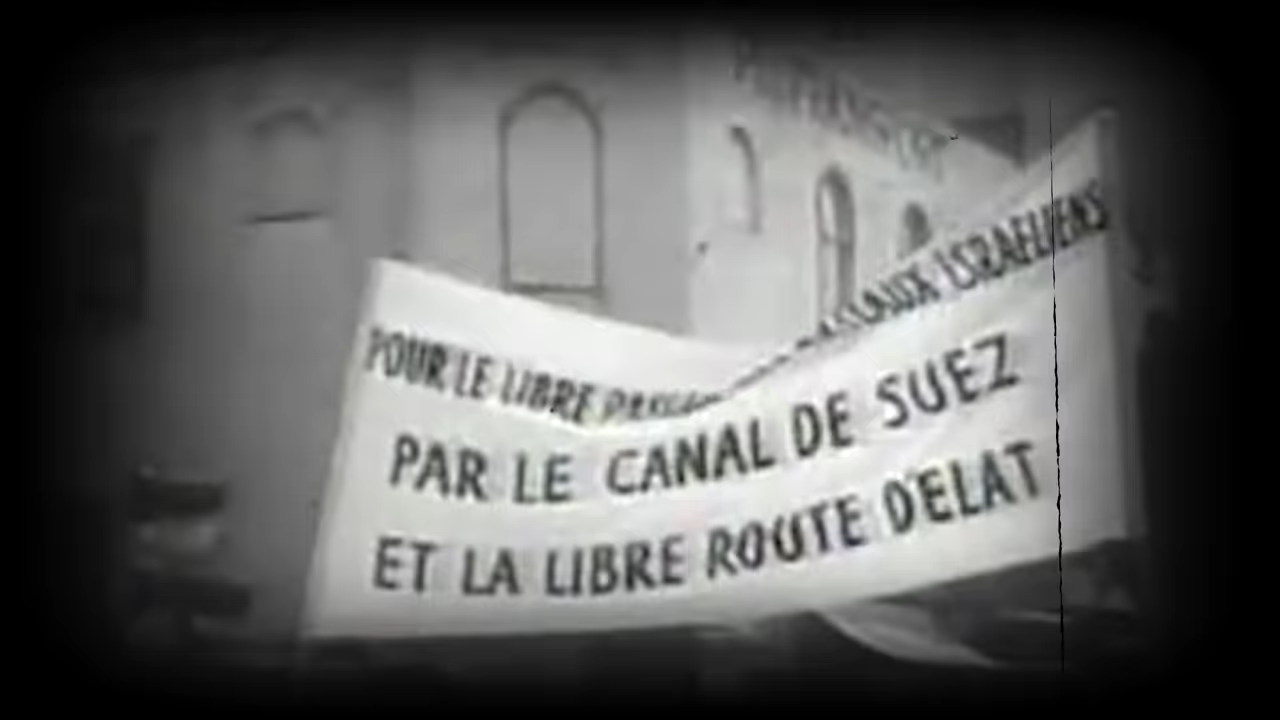 POUR LE LIBRE ISRAELIENS
PAR LE CANAL DE SUEZ
ET LA LIBRE ROUTE D'ELAT